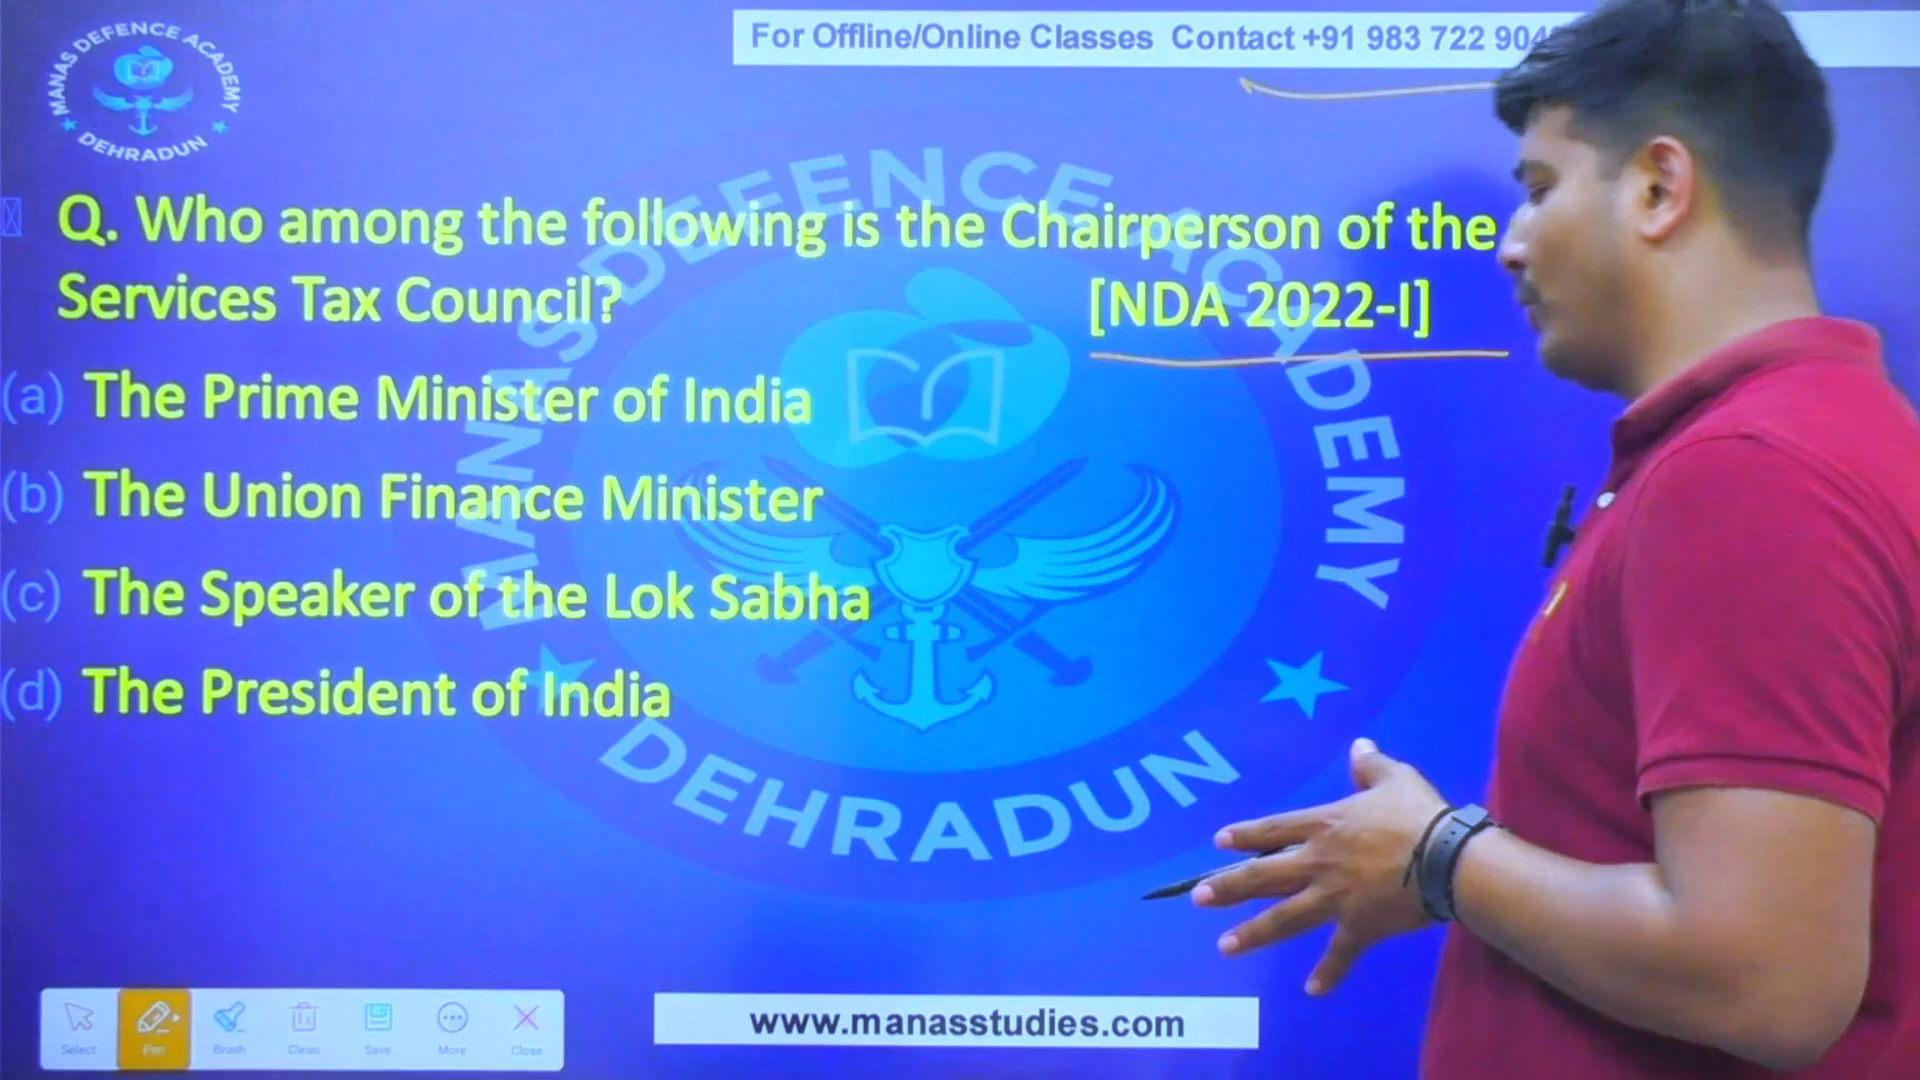 For Offline/Online Classes Contact +91 983 722 904
MANAS DEFENCE ACADEMY
DEHRADUN
Q. Who among the following is the Chairperson of the
Services Tax Council? [NDA 2022-I]
(a) The Prime Minister of India
(b) The Union Finance Minister
(c) The Speaker of the Lok Sabha
(d) The President of India
MANAS DEFENCE ACADEMY
DEHRADUN
Select Pen Brush Clean Save More Close
www.manasstudies.com